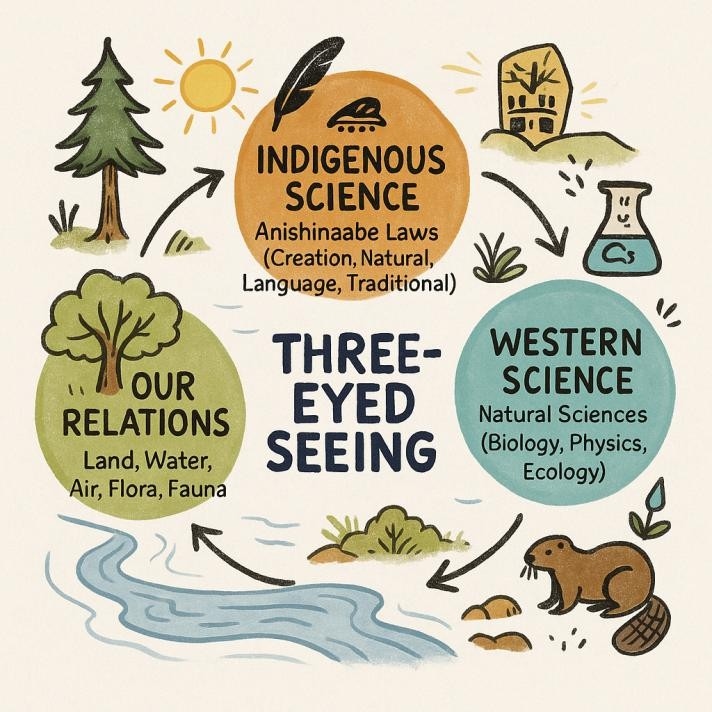 INDIGENOUS
SCIENCE
Anishinaabe Laws
(Creation, Natural,
Language, Traditional)
THREE-
EYED
SEEING
WESTERN
SCIENCE
Natural Sciences
(Biology, Physics,
Ecology)
OUR
RELATIONS
Land, Water,
Air, Flora, Fauna